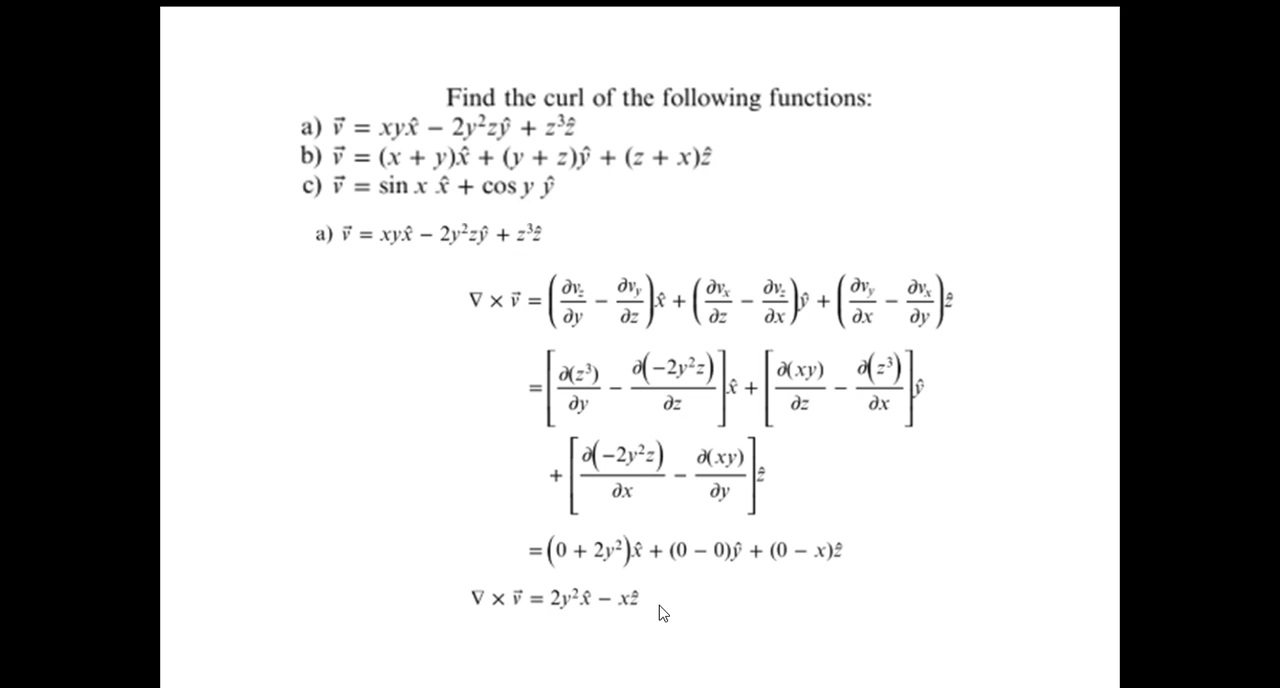 Find the curl of the following functions:
a) v⃗ = xyx̂ − 2y²zŷ + z³ẑ
b) v⃗ = (x + y)x̂ + (y + z)ŷ + (z + x)ẑ
c) v⃗ = sin x x̂ + cos y ŷ
a) v⃗ = xyx̂ − 2y²zŷ + z³ẑ
∇ × v⃗ = (∂v_z/∂y − ∂v_y/∂z)x̂ + (∂v_x/∂z − ∂v_z/∂x)ŷ + (∂v_y/∂x − ∂v_x/∂y)ẑ
= [∂(z³)/∂y − ∂(−2y²z)/∂z]x̂ + [∂(xy)/∂z − ∂(z³)/∂x]ŷ
+ [∂(−2y²z)/∂x − ∂(xy)/∂y]ẑ
= (0 + 2y²)x̂ + (0 − 0)ŷ + (0 − x)ẑ
∇ × v⃗ = 2y²x̂ − xẑ